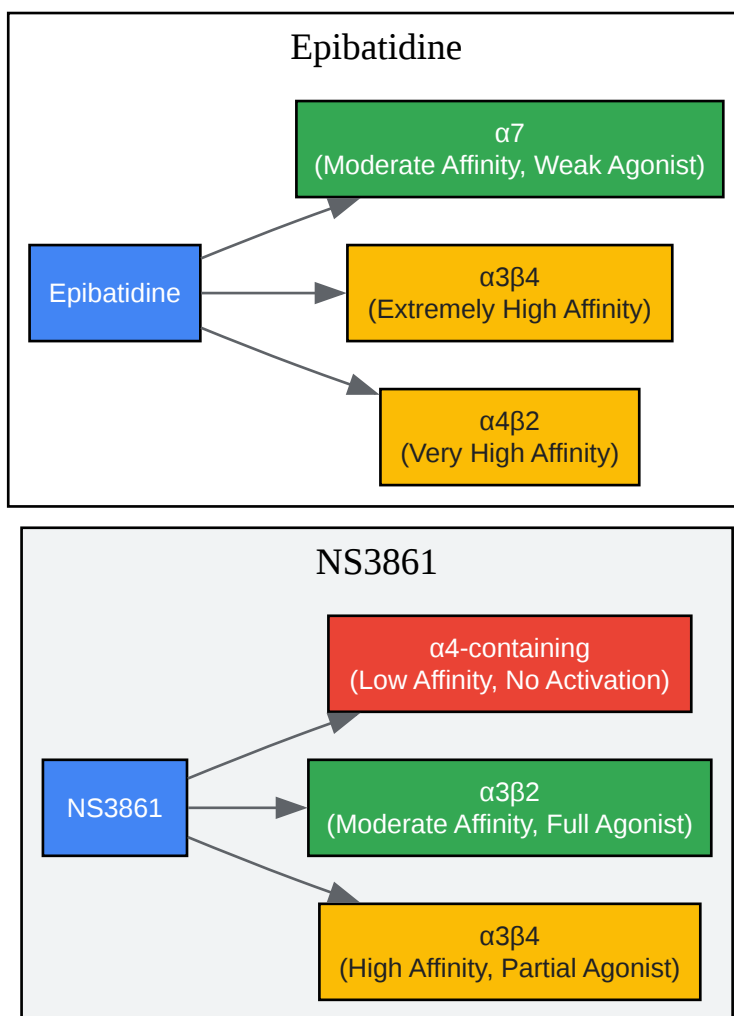 Epibatidine
α7
(Moderate Affinity, Weak Agonist)
Epibatidine
α3β4
(Extremely High Affinity)
α4β2
(Very High Affinity)
NS3861
α4-containing
(Low Affinity, No Activation)
NS3861
α3β2
(Moderate Affinity, Full Agonist)
α3β4
(High Affinity, Partial Agonist)